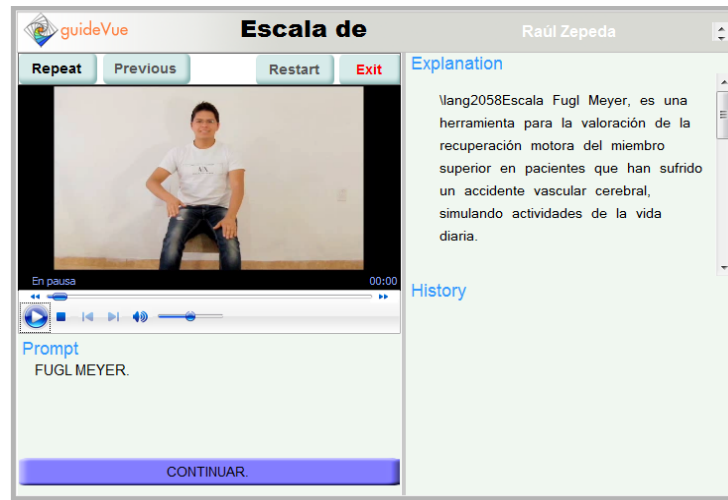 guideVue
Escala de
Raúl Zepeda
Repeat
Previous
Restart
Exit
En pausa
00:00
Prompt
FUGL MEYER.
CONTINUAR.
Explanation
\lang2058Escala Fugl Meyer, es una
herramienta para la valoración de la
recuperación motora del miembro
superior en pacientes que han sufrido
un accidente vascular cerebral,
simulando actividades de la vida
diaria.
History